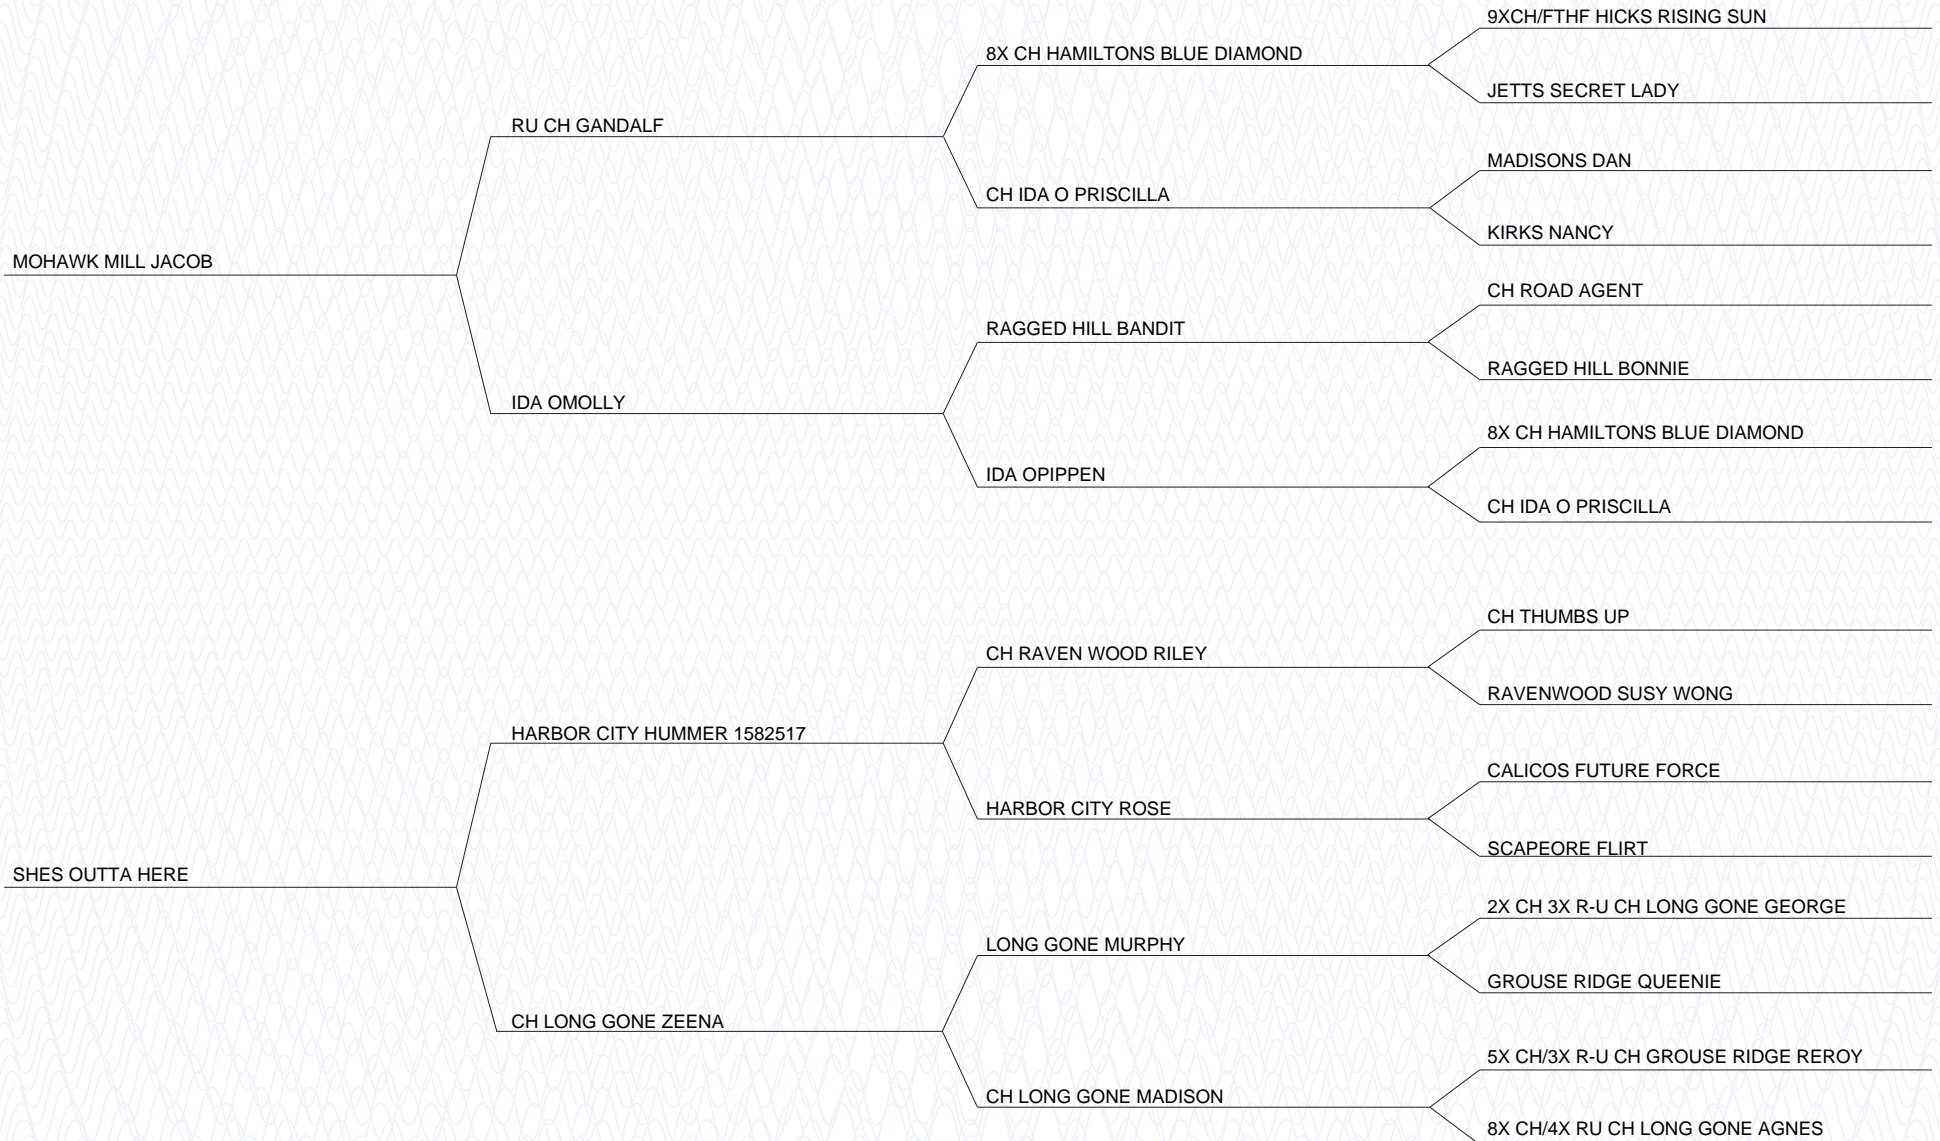 9XCH/FTHF HICKS RISING SUN
8X CH HAMILTONS BLUE DIAMOND
JETTS SECRET LADY
RU CH GANDALF
MADISONS DAN
CH IDA O PRISCILLA
KIRKS NANCY
MOHAWK MILL JACOB
CH ROAD AGENT
RAGGED HILL BANDIT
RAGGED HILL BONNIE
IDA OMOLLY
8X CH HAMILTONS BLUE DIAMOND
IDA OPIPPEN
CH IDA O PRISCILLA
CH THUMBS UP
CH RAVEN WOOD RILEY
RAVENWOOD SUSY WONG
HARBOR CITY HUMMER 1582517
CALICOS FUTURE FORCE
HARBOR CITY ROSE
SCAPEORE FLIRT
SHES OUTTA HERE
2X CH 3X R-U CH LONG GONE GEORGE
LONG GONE MURPHY
GROUSE RIDGE QUEENIE
CH LONG GONE ZEENA
5X CH/3X R-U CH GROUSE RIDGE REROY
CH LONG GONE MADISON
8X CH/4X RU CH LONG GONE AGNES